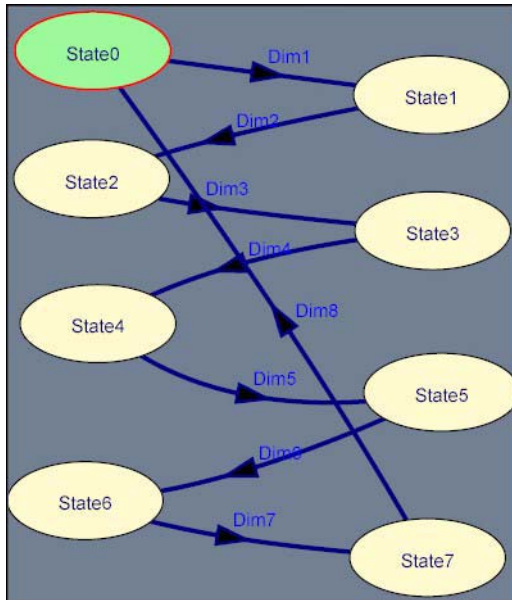 State0
Dim1
State1
Dim2
State2
Dim3
State3
Dim4
State4
Dim8
Dim5
State5
Dim6
State6
Dim7
State7